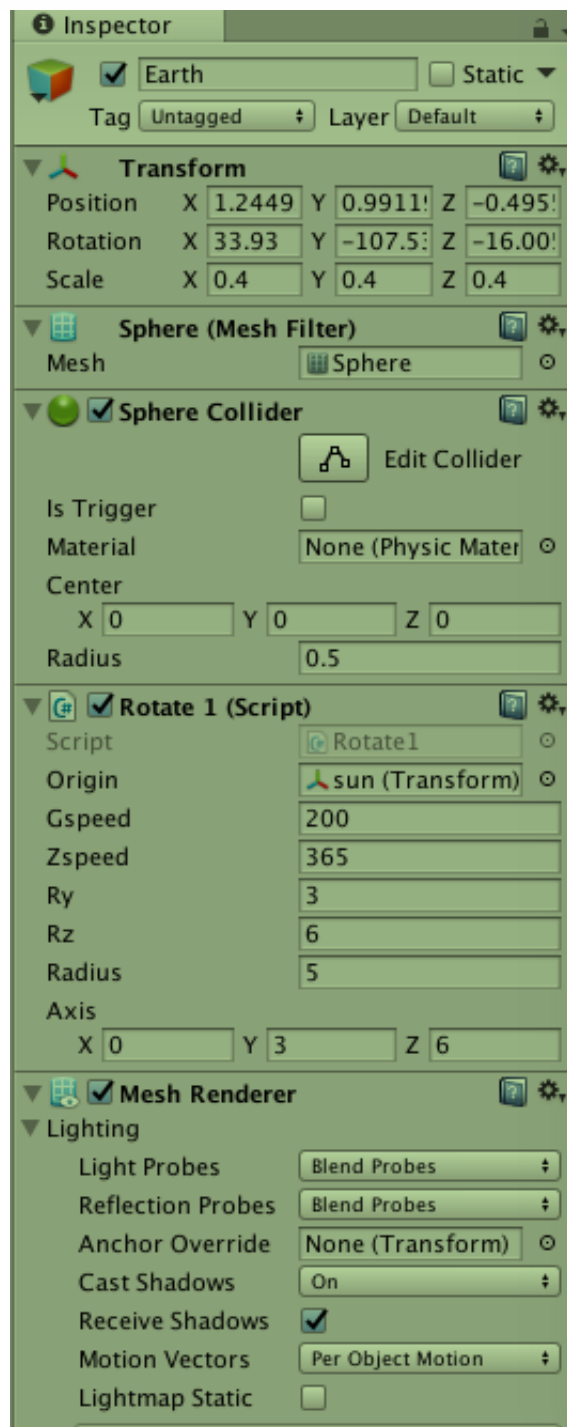 Inspector
Earth Static
Tag Untagged Layer Default
Transform
Position X 1.2449 Y 0.9911 Z -0.495
Rotation X 33.93 Y -107.5 Z -16.00
Scale X 0.4 Y 0.4 Z 0.4
Sphere (Mesh Filter)
Mesh Sphere
Sphere Collider
Edit Collider
Is Trigger
Material None (Physic Mater
Center
X 0 Y 0 Z 0
Radius 0.5
Rotate 1 (Script)
Script Rotate1
Origin sun (Transform)
Gspeed 200
Zspeed 365
Ry 3
Rz 6
Radius 5
Axis
X 0 Y 3 Z 6
Mesh Renderer
Lighting
Light Probes Blend Probes
Reflection Probes Blend Probes
Anchor Override None (Transform)
Cast Shadows On
Receive Shadows
Motion Vectors Per Object Motion
Lightmap Static